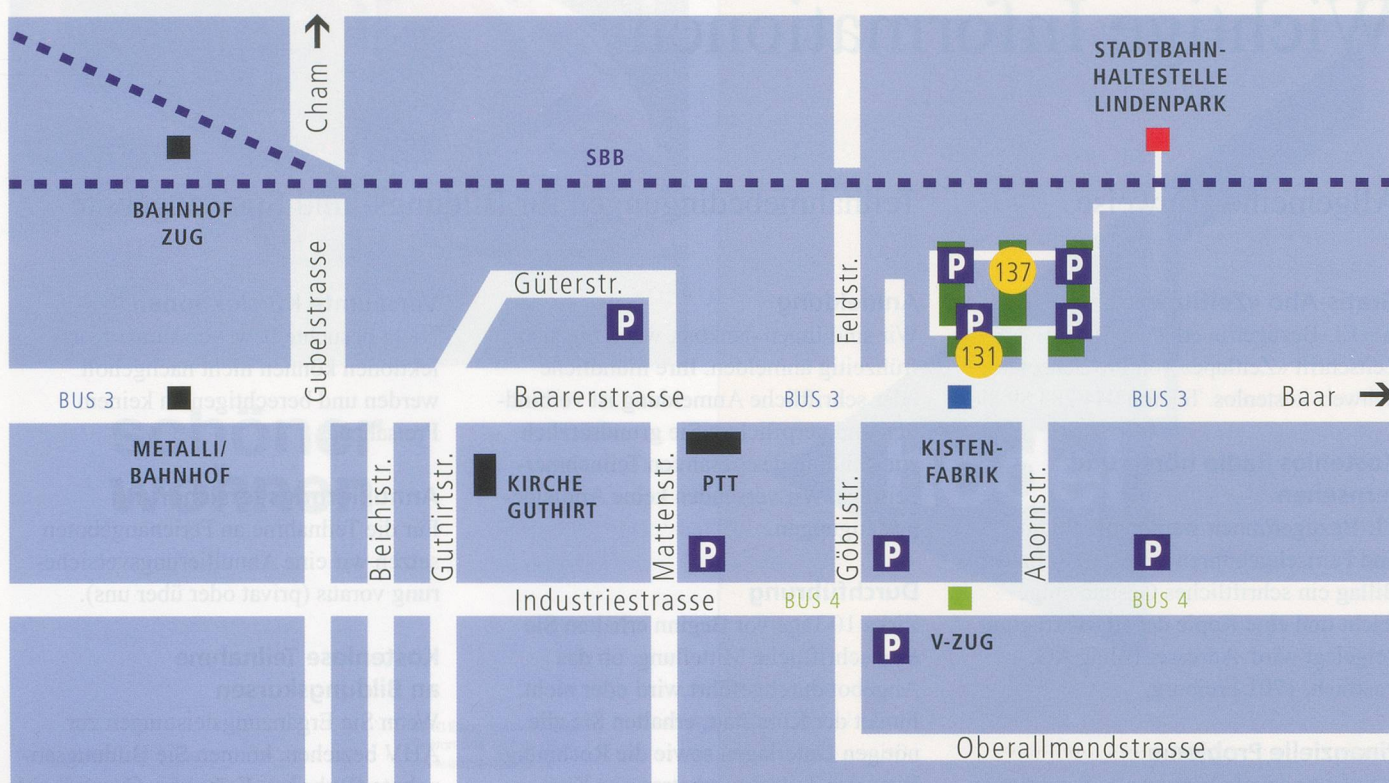 Cham
STADTBAHN-
HALTESTELLE
LINDENPARK
SBB
BAHNHOF
ZUG
Gubelstrasse
Güterstr.
P
Feldstr.
P
137
P
P
P
131
BUS 3
Baarerstrasse
BUS 3
BUS 3
Baar
METALLI/
BAHNHOF
Beichlstr.
Guthirtstr.
KIRCHE
GUTHIRT
Mattenstr.
PTT
P
Göblistr.
KISTEN-
FABRIK
P
Ahornstr.
P
Industriestrasse
BUS 4
BUS 4
P
V-ZUG
Oberallmendstrasse